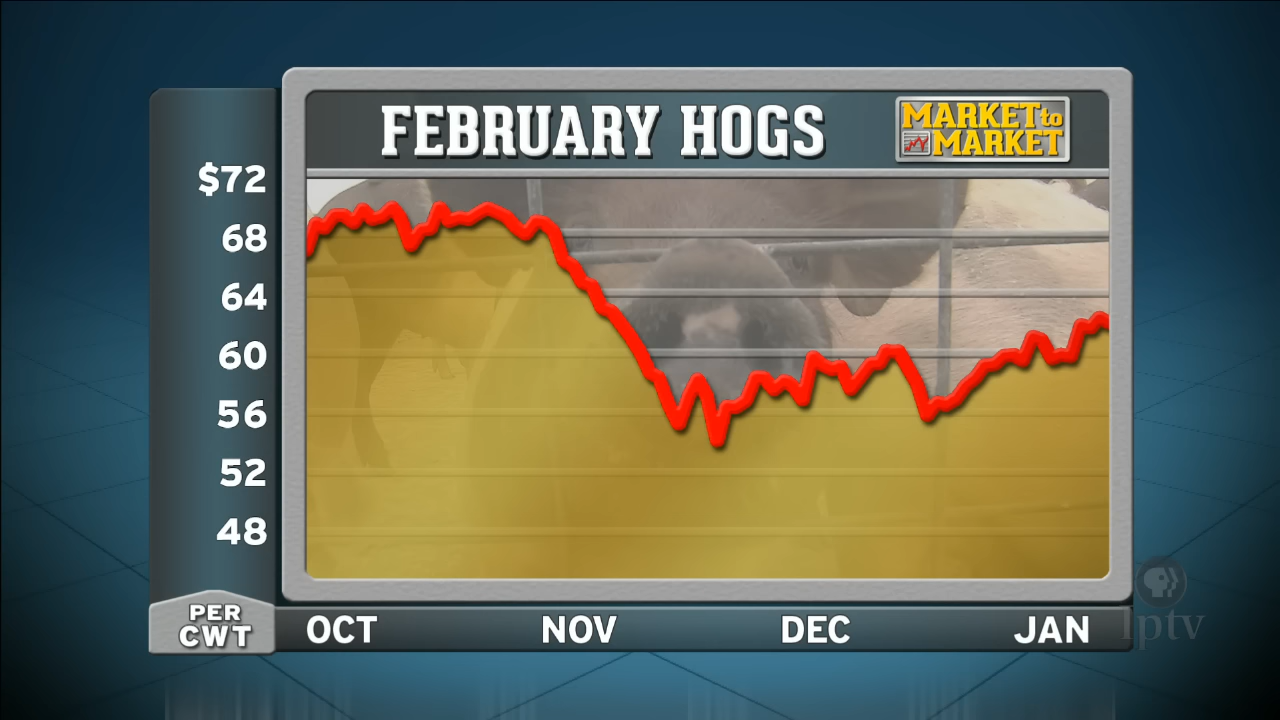 FEBRUARY HOGS
MARKET to
MARKET
$72
68
64
60
56
52
48
PER
CWT
OCT NOV DEC JAN
iptv